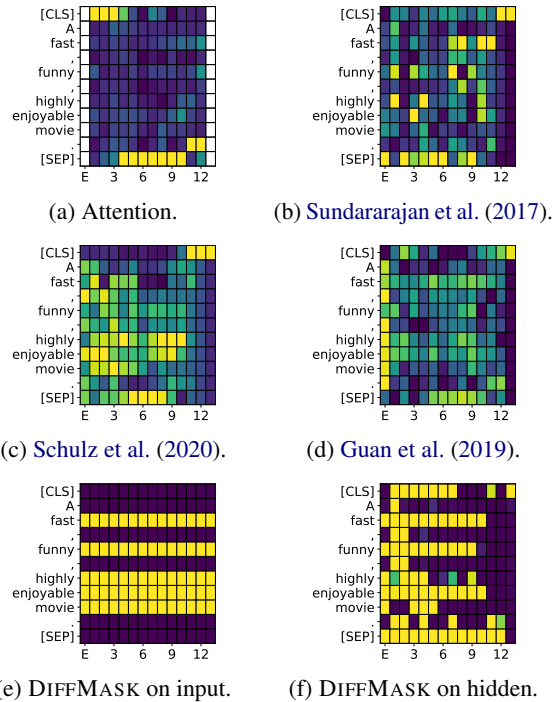 [CLS]
A
fast
,
funny
,
highly
enjoyable
movie
.
[SEP]
E 3 6 9 12
(a) Attention.
[CLS]
A
fast
,
funny
,
highly
enjoyable
movie
.
[SEP]
E 3 6 9 12
(b) Sundararajan et al. (2017).
[CLS]
A
fast
,
funny
,
highly
enjoyable
movie
.
[SEP]
E 3 6 9 12
(c) Schulz et al. (2020).
[CLS]
A
fast
,
funny
,
highly
enjoyable
movie
.
[SEP]
E 3 6 9 12
(d) Guan et al. (2019).
[CLS]
A
fast
,
funny
,
highly
enjoyable
movie
.
[SEP]
E 3 6 9 12
(e) DIFFMASK on input.
[CLS]
A
fast
,
funny
,
highly
enjoyable
movie
.
[SEP]
E 3 6 9 12
(f) DIFFMASK on hidden.